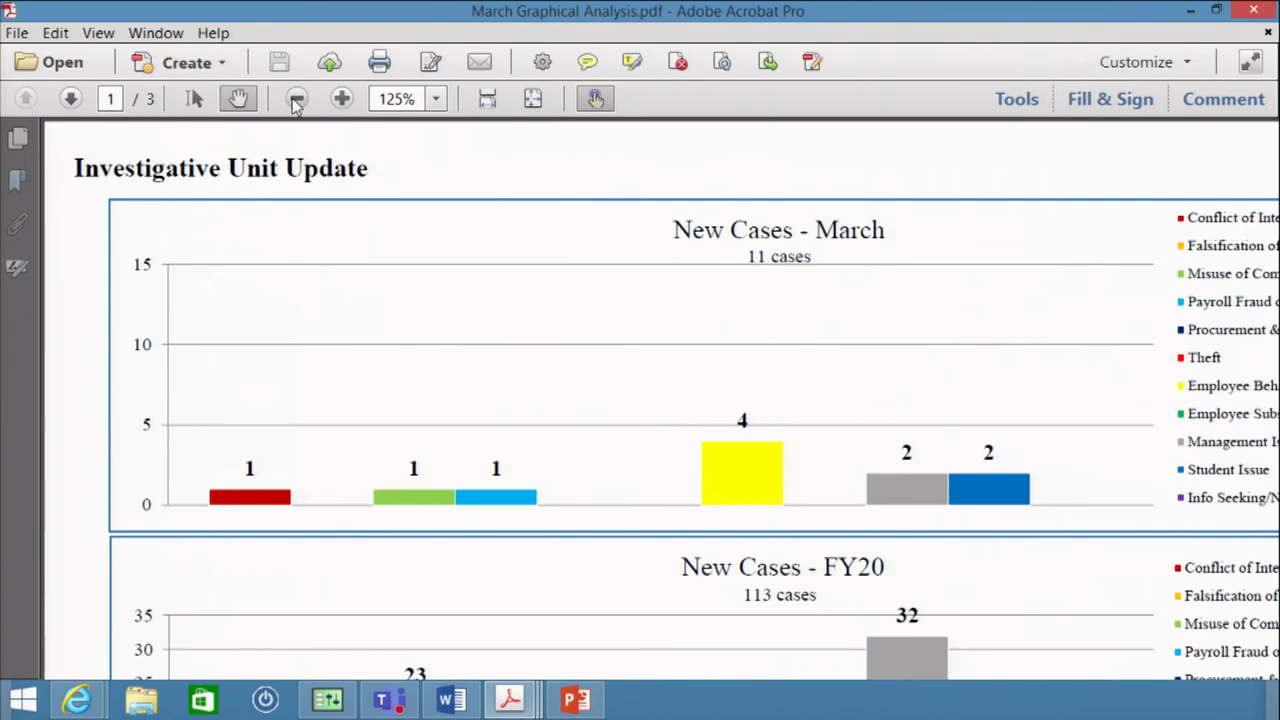 March Graphical Analysis.pdf - Adobe Acrobat Pro
File Edit View Window Help
Open Create Customize
1 / 3 125% Tools Fill & Sign Comment
Investigative Unit Update
New Cases - March
11 cases
15
10
5
0
1
1
1
4
2
2
Conflict of Inte
Falsification of
Misuse of Com
Payroll Fraud o
Procurement &
Theft
Employee Beh
Employee Subs
Management Is
Student Issue
Info Seeking/N
New Cases - FY20
113 cases
35
30
23
32
Conflict of Inte
Falsification of
Misuse of Com
Payroll Fraud o